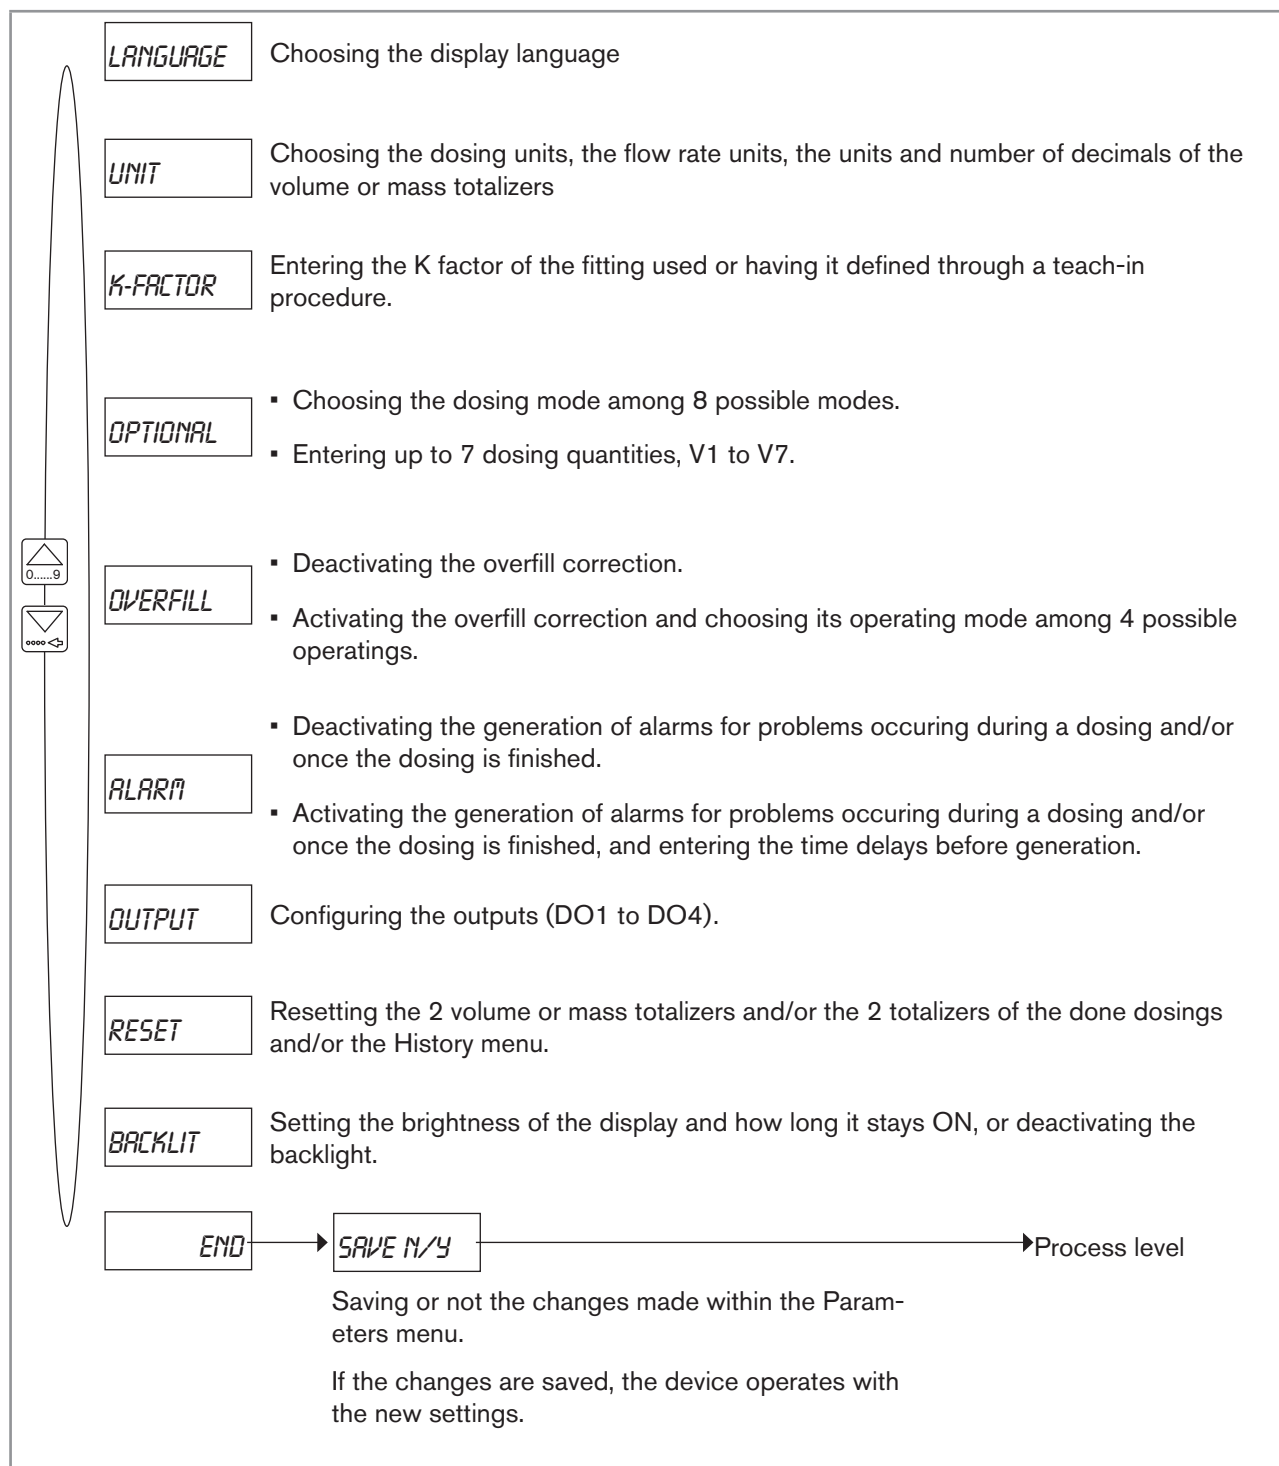 LANGUAGE Choosing the display language
UNIT
Choosing the dosing units, the flow rate units, the units and number of decimals of the
volume or mass totalizers
K-FACTOR
Entering the K factor of the fitting used or having it defined through a teach-in
procedure.
OPTIONAL
▪ Choosing the dosing mode among 8 possible modes.
▪ Entering up to 7 dosing quantities, V1 to V7.
0......9
OVERFILL
▪ Deactivating the overfill correction.
▪ Activating the overfill correction and choosing its operating mode among 4 possible
operatings.
ALARM
▪ Deactivating the generation of alarms for problems occuring during a dosing and/or
once the dosing is finished.
▪ Activating the generation of alarms for problems occuring during a dosing and/or
once the dosing is finished, and entering the time delays before generation.
OUTPUT Configuring the outputs (DO1 to DO4).
RESET
Resetting the 2 volume or mass totalizers and/or the 2 totalizers of the done dosings
and/or the History menu.
BACKLIT
Setting the brightness of the display and how long it stays ON, or deactivating the
backlight.
END SAVE N/Y Process level
Saving or not the changes made within the Param-
eters menu.
If the changes are saved, the device operates with
the new settings.